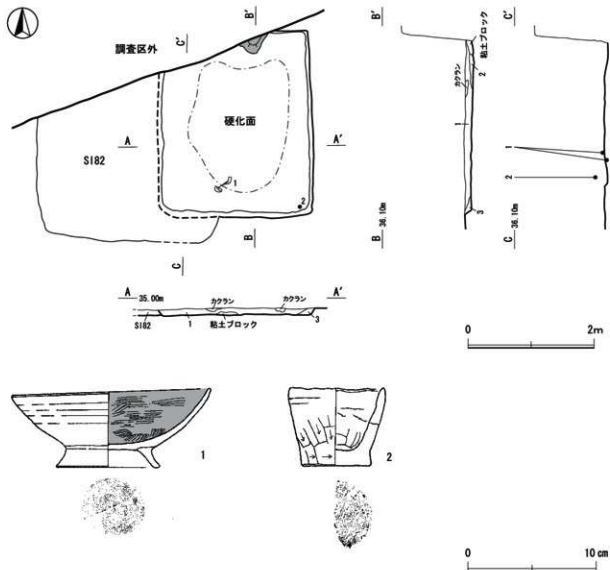 調査区外
C'
B'
硬化面
SI82
A
A'
1
2
B
C
B'
粘土ブロック
2
カクラン
1
3
B
36.10m
C'
1
2
C
36.10m
A
35.00m
カクラン
カクラン
A'
SI82
1
粘土ブロック
3
0
2m
1
2
0
10cm